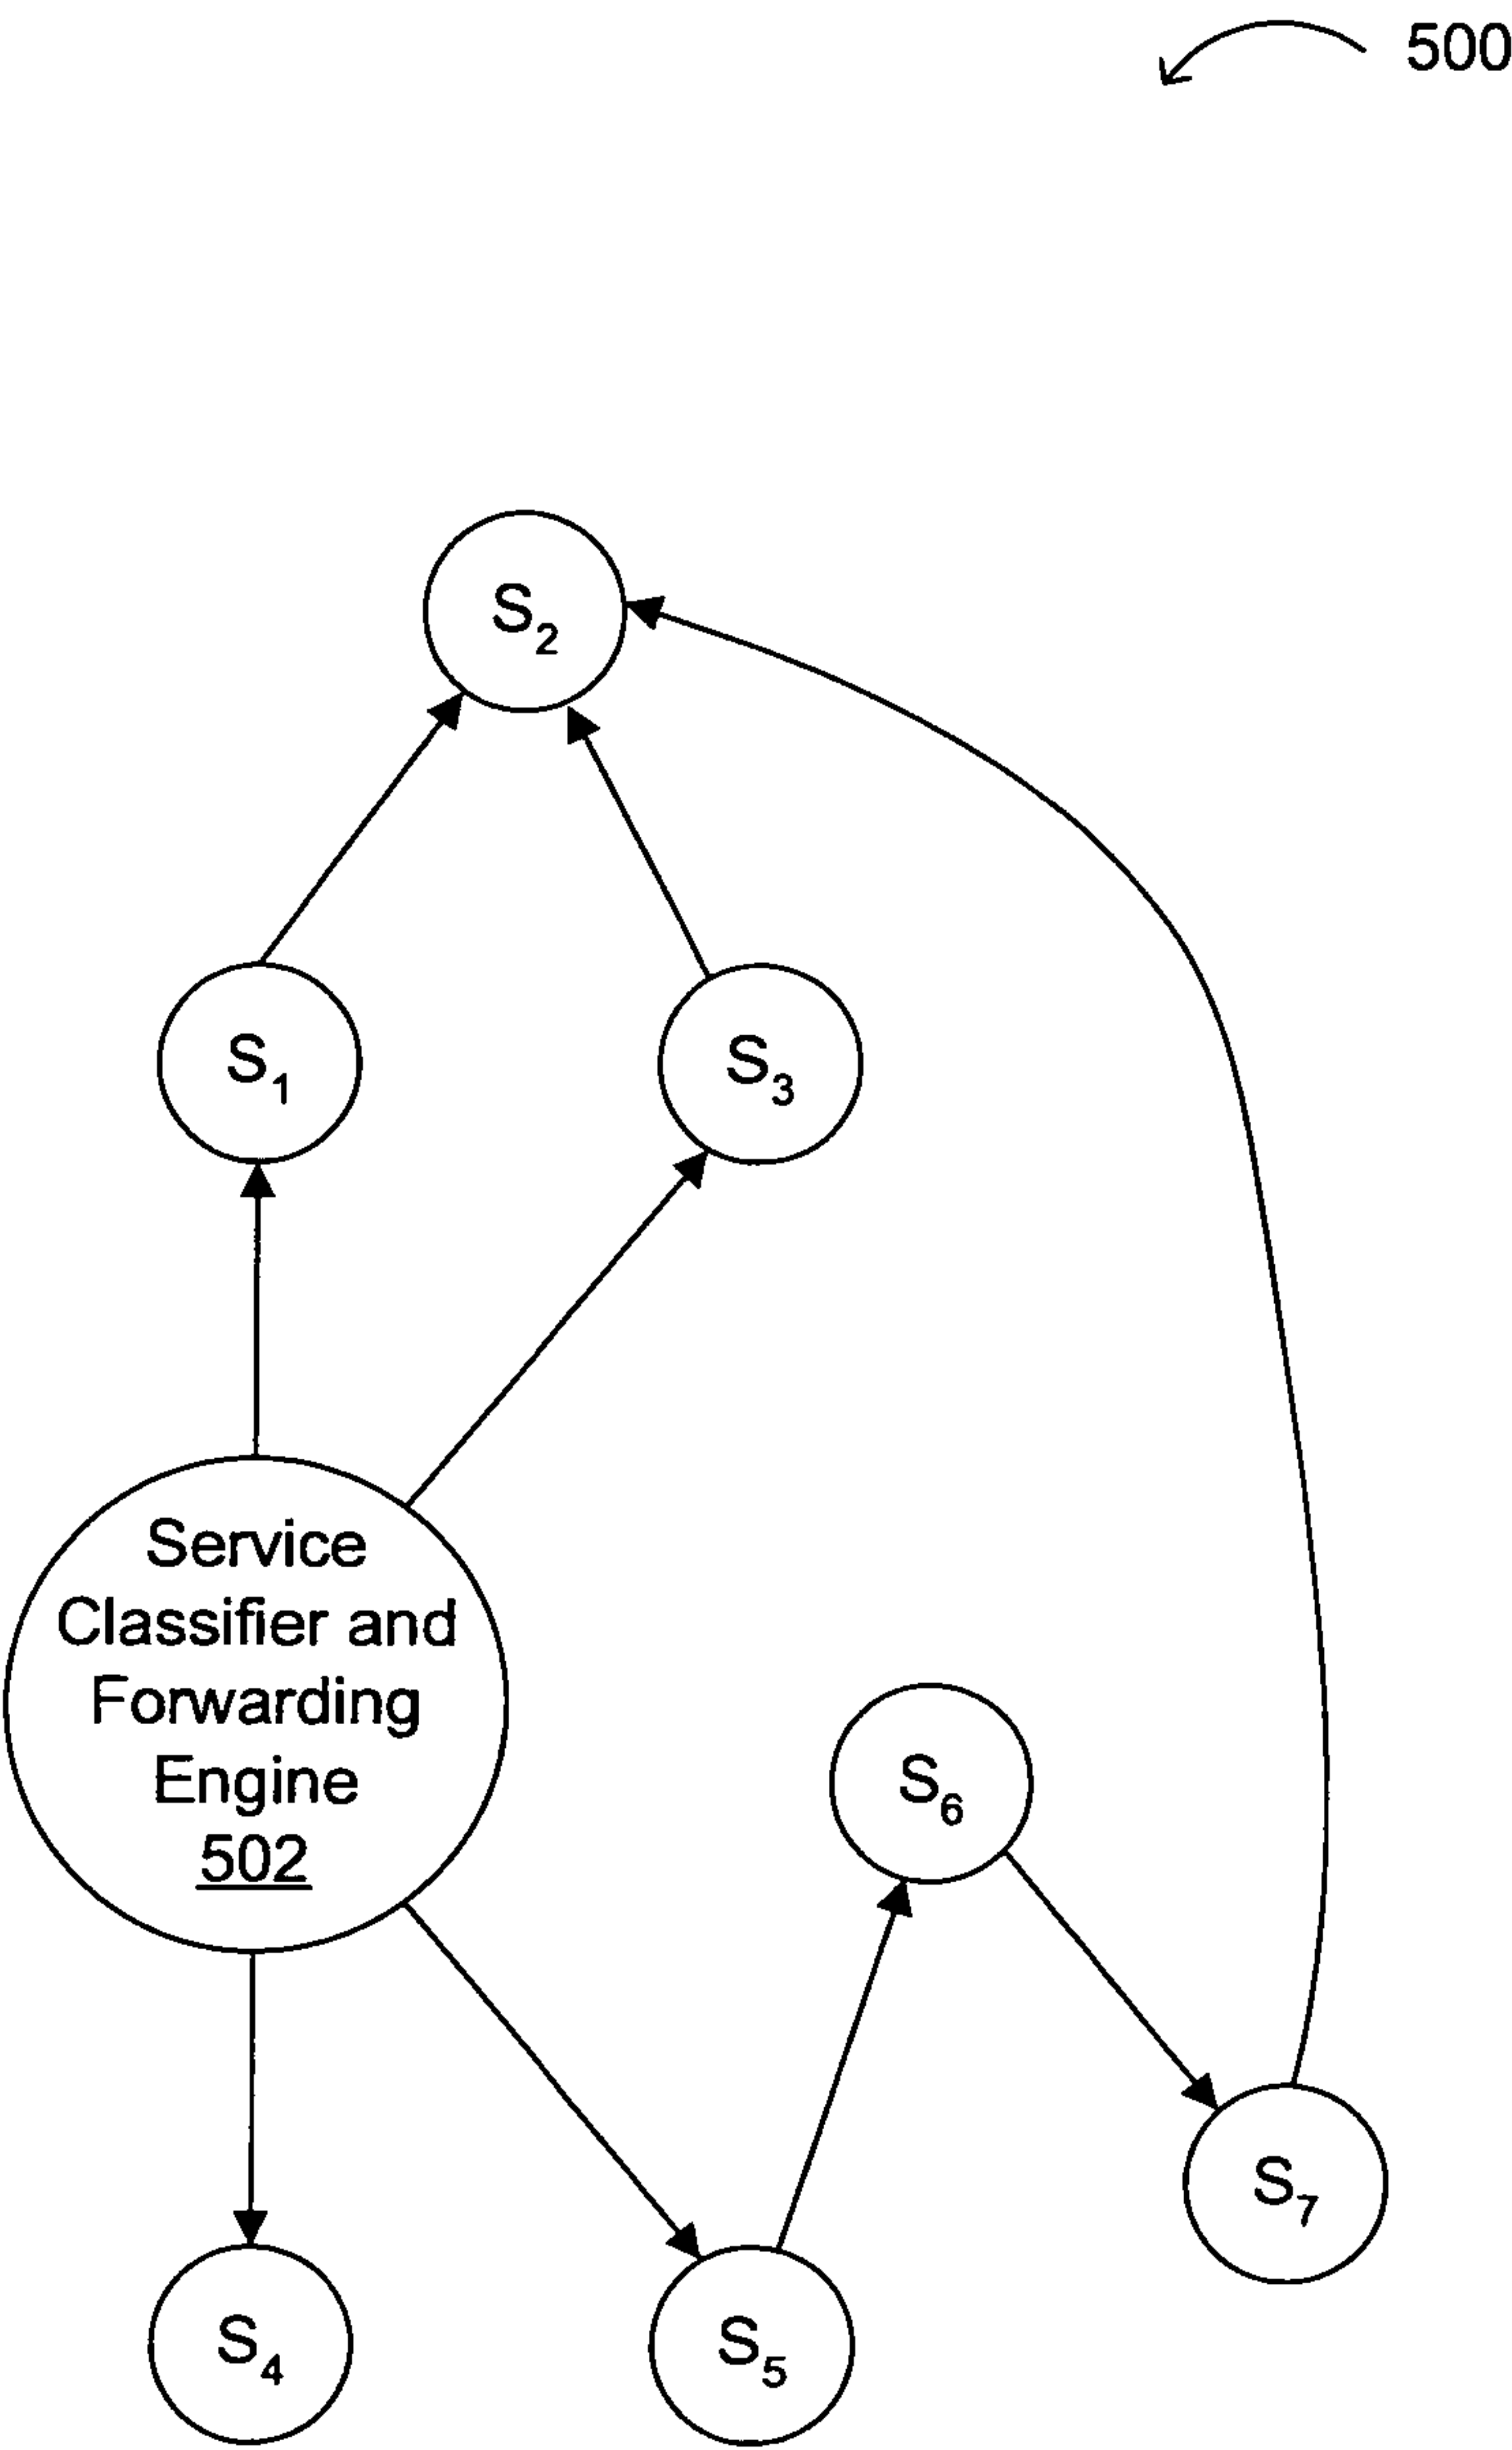 500
S2
S1
S3
Service
Classifier and
Forwarding
Engine
502
S6
S7
S4
S5